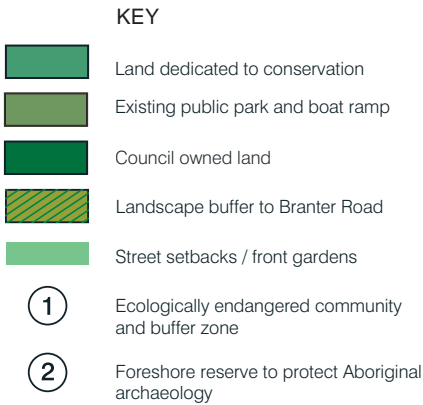 KEY
Land dedicated to conservation
Existing public park and boat ramp
Council owned land
Landscape buffer to Branter Road
Street setbacks / front gardens
1 Ecologically endangered community
and buffer zone
2 Foreshore reserve to protect Aboriginal
archaeology